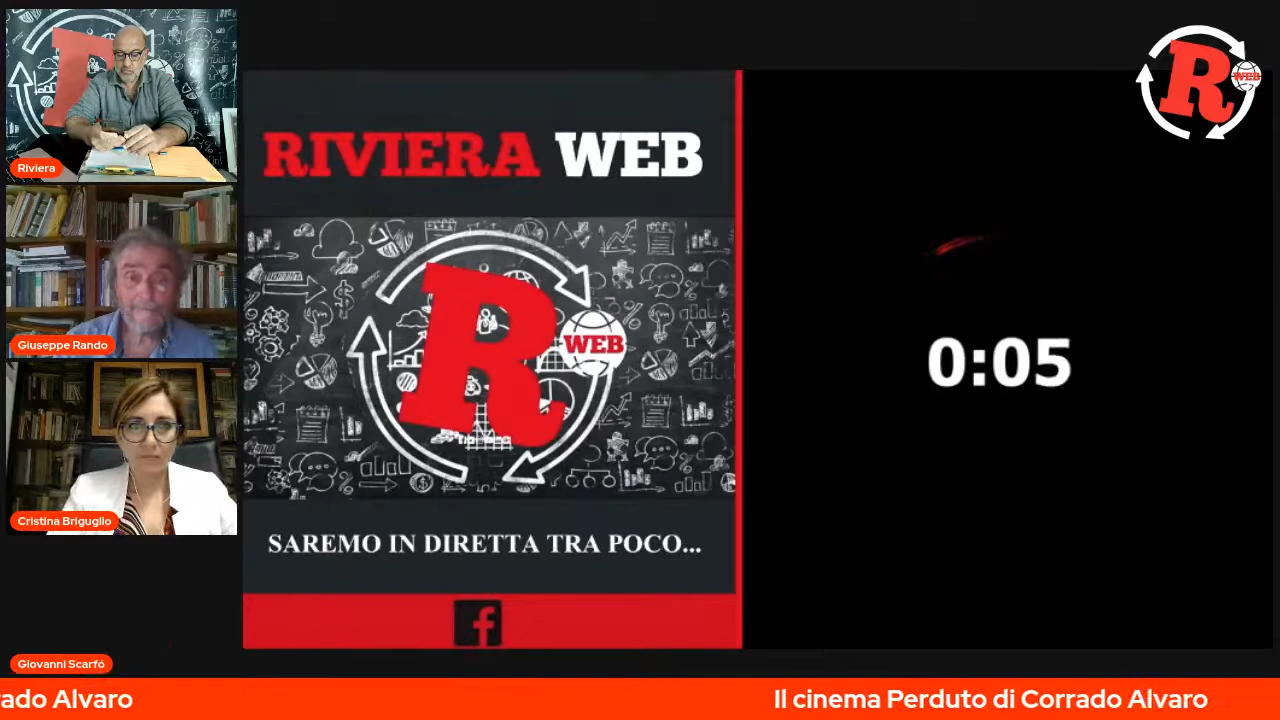 Riviera
Giuseppe Rando
Cristina Briguglio
Giovanni Scarfó
RIVIERA WEB
R
WEB
SAREMO IN DIRETTA TRA POCO...
f
R
WEB
0:05
rado Alvaro
Il cinema Perduto di Corrado Alvaro